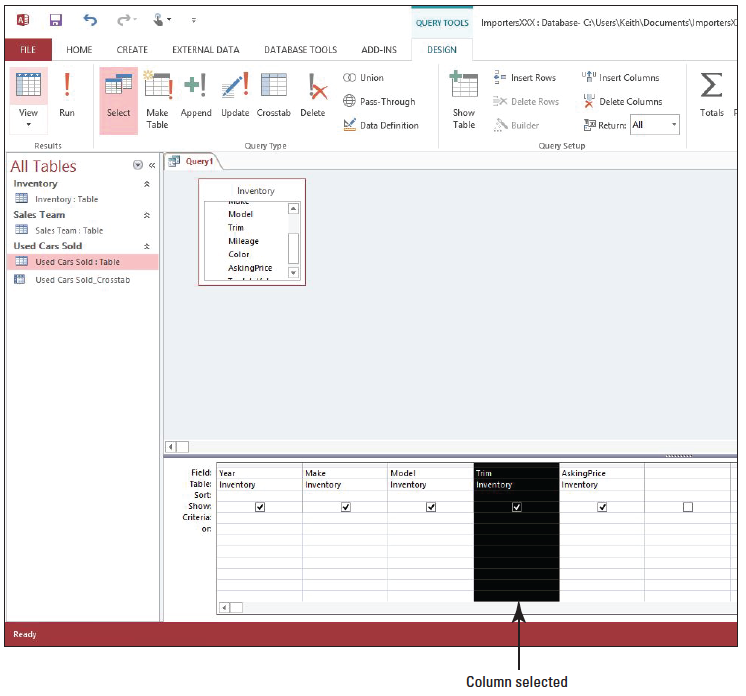 QUERY TOOLS
ImportersXXX : Database- C:\Users\Keith\Documents\ImportersX
FILE HOME CREATE EXTERNAL DATA DATABASE TOOLS ADD-INS DESIGN
View
Run
Select
Make
Table
Append
Update
Crosstab
Delete
Union
Pass-Through
Data Definition
Show
Table
Insert Rows
Delete Rows
Builder
Insert Columns
Delete Columns
Return: All
Totals
Results
Query Type
Query Setup
All Tables
Inventory
Inventory : Table
Sales Team
Sales Team : Table
Used Cars Sold
Used Cars Sold : Table
Used Cars Sold_Crosstab
Query1
Inventory
Make
Model
Trim
Mileage
Color
AskingPrice
Field: Year Make Model Trim AskingPrice
Table: Inventory Inventory Inventory Inventory Inventory
Sort:
Show:
Criteria:
or:
Ready
Column selected